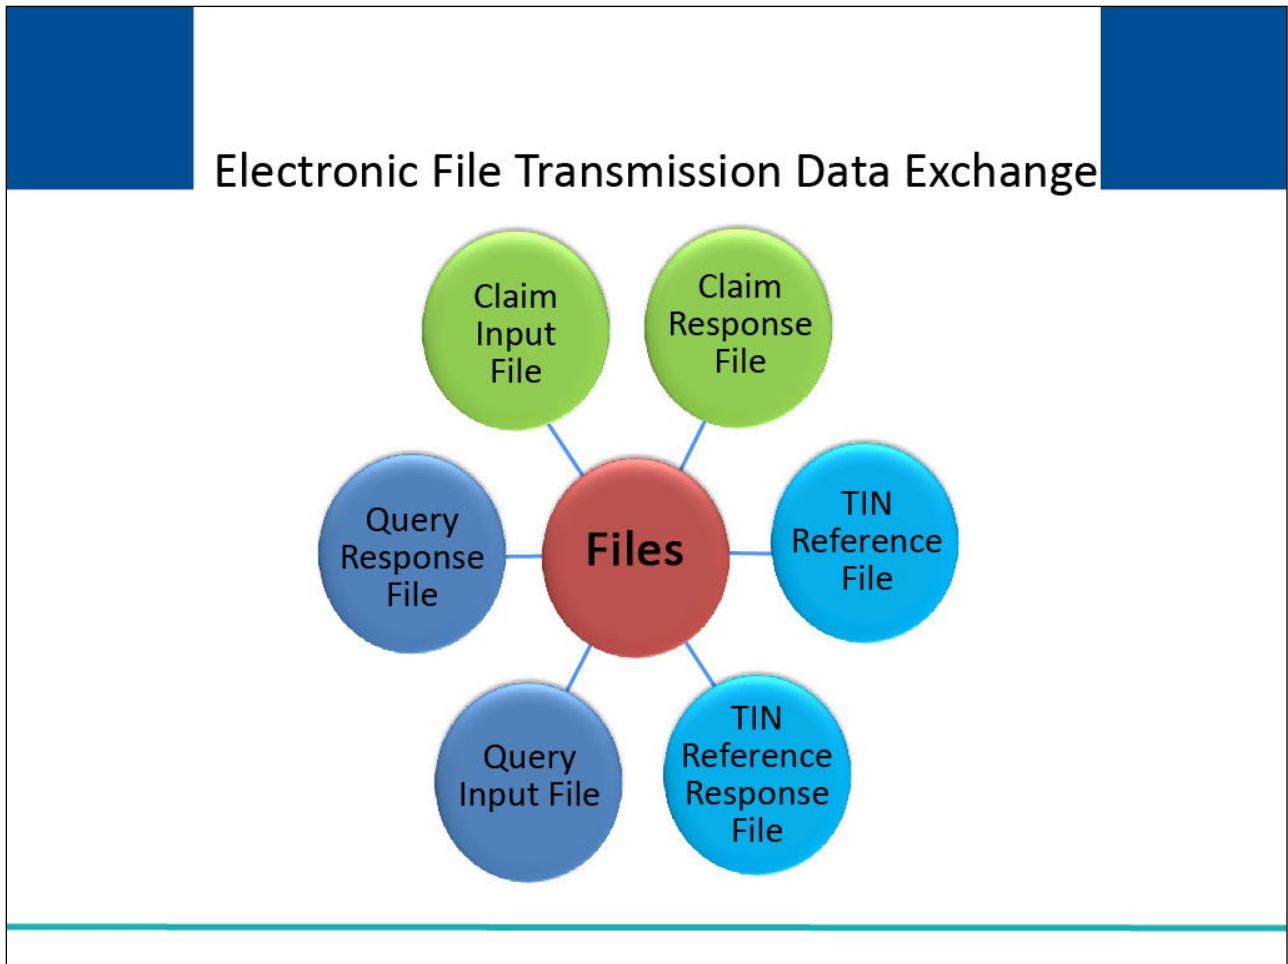 Electronic File Transmission Data Exchange
Claim
Input
File
Claim
Response
File
Query
Response
File
Files
TIN
Reference
File
Query
Input File
TIN
Reference
Response
File